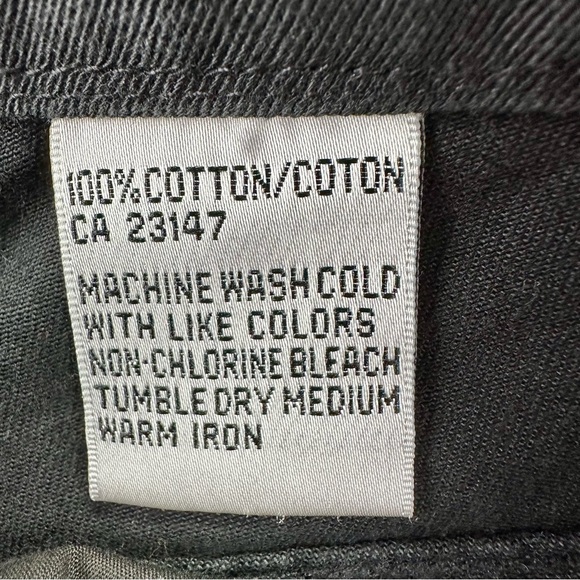 100% COTTON/COTON
CA 23147
MACHINE WASH COLD
WITH LIKE COLORS
NON-CHLORINE BLEACH
TUMBLE DRY MEDIUM
WARM IRON